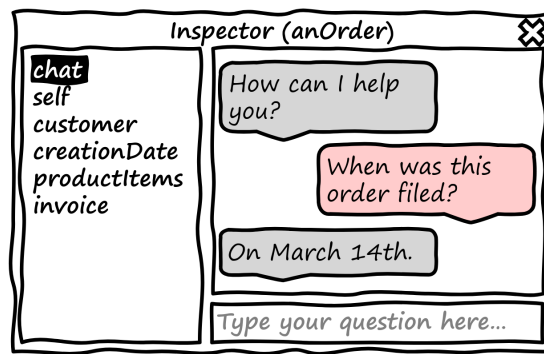 Inspector (anOrder)
chat
self
customer
creationDate
productItems
invoice
How can I help
you?
When was this
order filed?
On March 14th.
Type your question here...